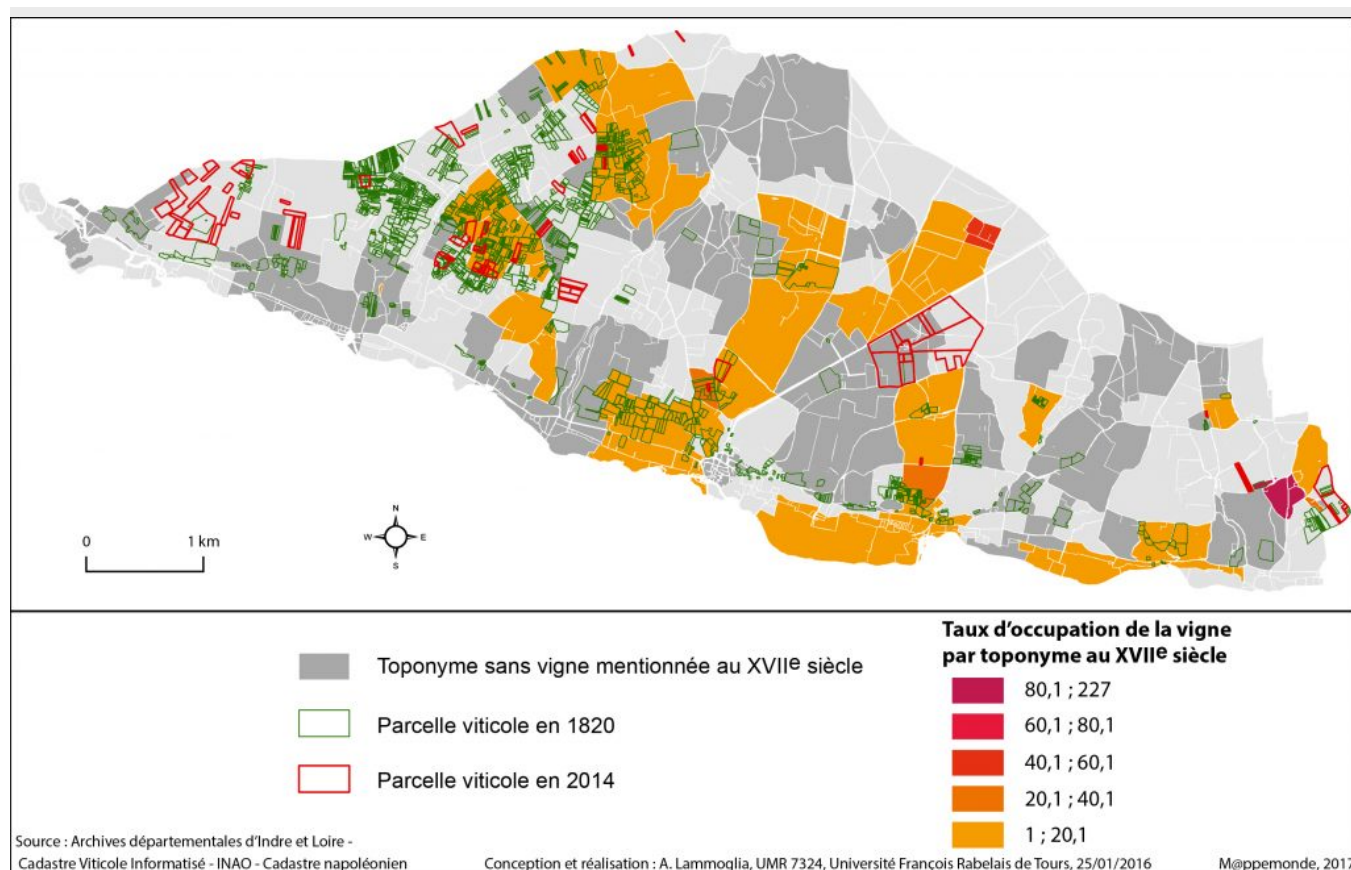 N
W E
S
0 1 km
Toponyme sans vigne mentionnée au XVIIe siècle
Parcelle viticole en 1820
Parcelle viticole en 2014
Taux d'occupation de la vigne
par toponyme au XVIIe siècle
80,1 ; 227
60,1 ; 80,1
40,1 ; 60,1
20,1 ; 40,1
1 ; 20,1
Source : Archives départementales d'Indre et Loire -
Cadastre Viticole Informatisé - INAO - Cadastre napoléonien
Conception et réalisation : A. Lammoglia, UMR 7324, Université François Rabelais de Tours, 25/01/2016
M@ppemonde, 2017